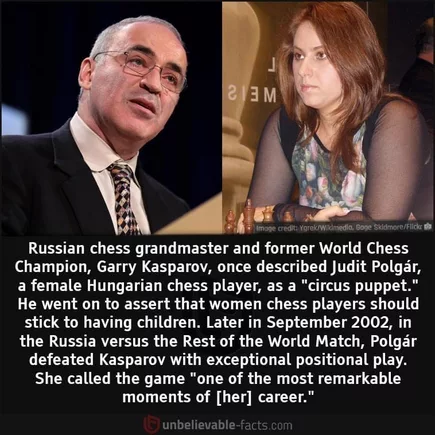 Image credit: Yarek/Wikimedia, Gage Skidmore/Flickr
Russian chess grandmaster and former World Chess
Champion, Garry Kasparov, once described Judit Polgár,
a female Hungarian chess player, as a "circus puppet."
He went on to assert that women chess players should
stick to having children. Later in September 2002, in
the Russia versus the Rest of the World Match, Polgár
defeated Kasparov with exceptional positional play.
She called the game "one of the most remarkable
moments of [her] career."
unbelievable-facts.com